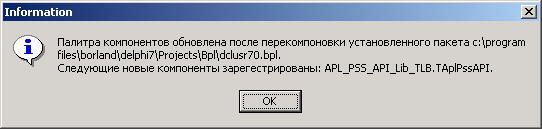 Information
Палитра компонентов обновлена после перекомпоновки установленного пакета c:\program
files\borland\delphi7\Projects\Bpl\dclusr70.bpl.
Следующие новые компоненты зарегестрированы: APL_PSS_API_Lib_TLB.TAplPssAPI.
OK